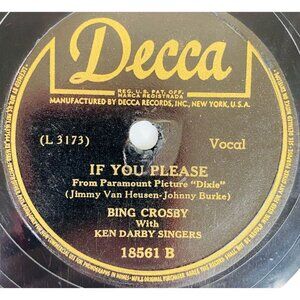 Decca
REG. U.S. PAT. OFF.
MARCA REGISTRADA
MANUFACTURED BY DECCA RECORDS, INC., NEW YORK, U.S.A.
(L 3173)
Vocal
IF YOU PLEASE
From Paramount Picture "Dixie"
(Jimmy Van Heusen-Johnny Burke)
BING CROSBY
With
KEN DARBY SINGERS
18561 B